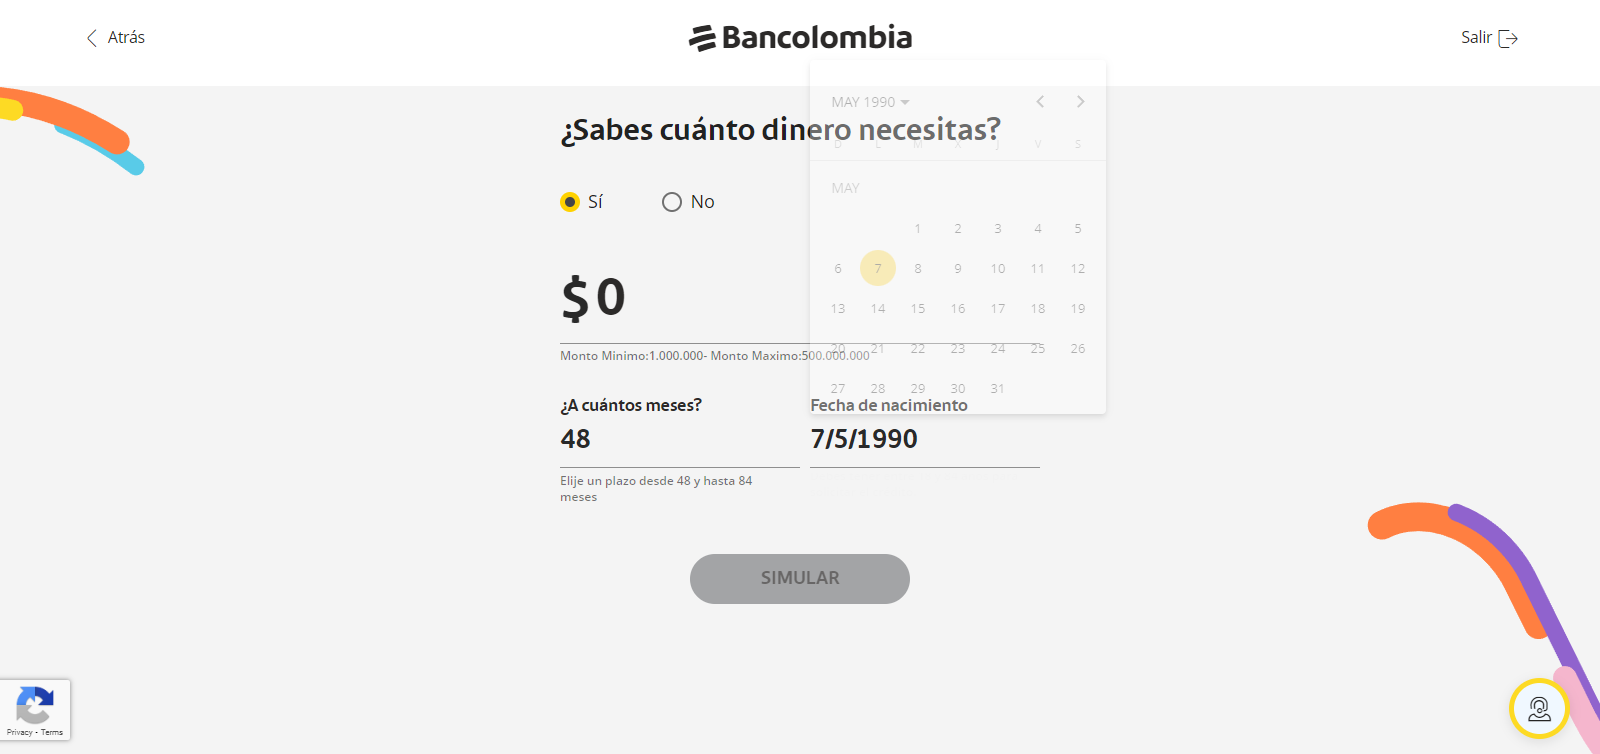 Atrás
Bancolombia
Salir
MAY 1990
¿Sabes cuánto dinero necesitas?
D L M X J V S
MAY
Sí
No
1 2 3 4 5
6 7 8 9 10 11 12
$ 0
13 14 15 16 17 18 19
20 21 22 23 24 25 26
Monto Minimo:1.000.000- Monto Maximo:500.000.000
27 28 29 30 31
¿A cuántos meses?
48
Fecha de nacimiento
7/5/1990
Elije un plazo desde 48 y hasta 84
meses
SIMULAR
Privacy - Terms